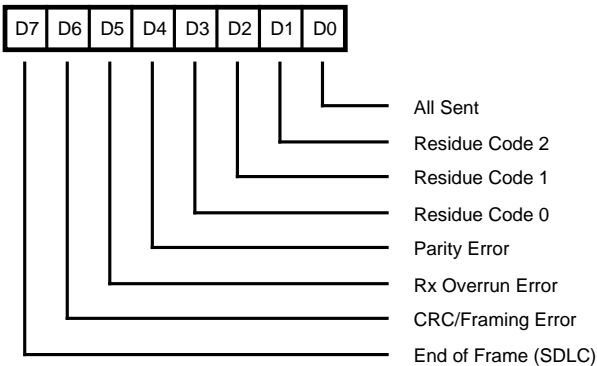 D7 D6 D5 D4 D3 D2 D1 D0
All Sent
Residue Code 2
Residue Code 1
Residue Code 0
Parity Error
Rx Overrun Error
CRC/Framing Error
End of Frame (SDLC)